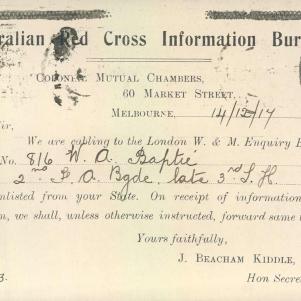 ralian Red Cross Information Bur
Colonial Mutual Chambers,
60 Market Street,
Melbourne, 14/12/17
ir,
We are cabling to the London W. & M. Enquiry B
No. 816 W. A. Baptie
2nd F. A. Bgde. late 3rd L. H.
nlisted from your State. On receipt of information
n, we shall, unless otherwise instructed, forward same t
Yours faithfully,
J. Beacham Kiddle,
3.
Hon Secre